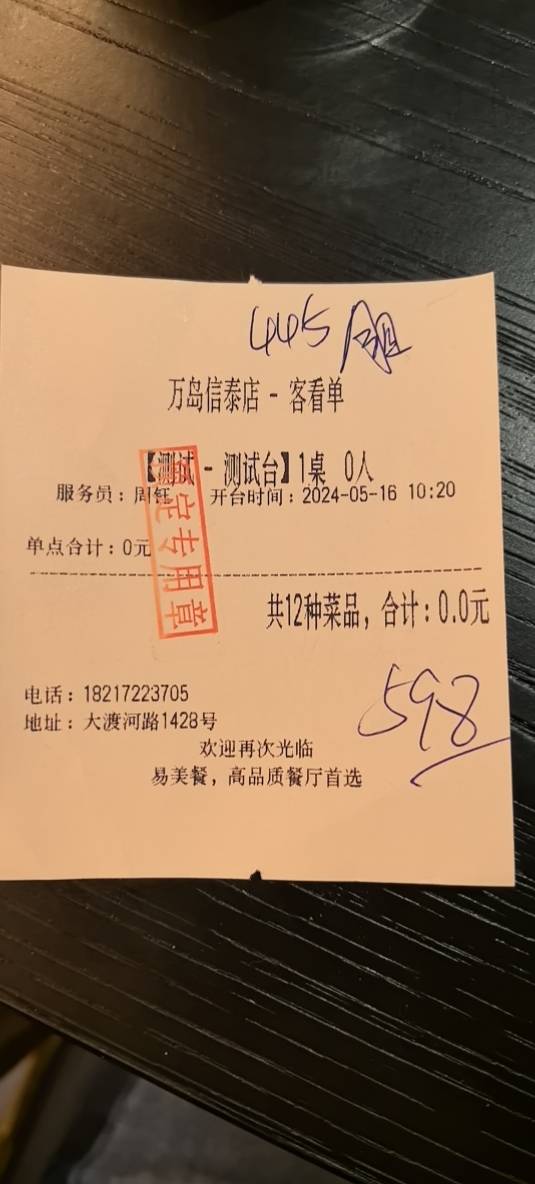 445
万岛信泰店 - 客看单
【测试 - 测试台】1桌 0人
服务员：周钰 开台时间：2024-05-16 10:20
单点合计：0元
定专用章
共12种菜品，合计：0.0元
598
电话：18217223705
地址：大渡河路1428号
欢迎再次光临
易美餐，高品质餐厅首选